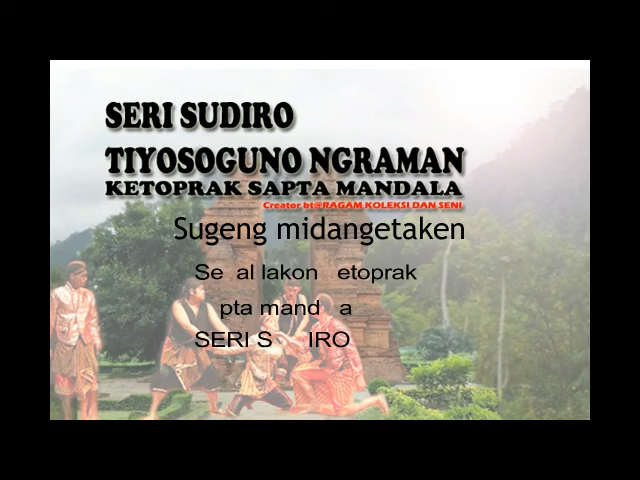 SERI SUDIRO
TIYOSOGUNO NGRAMAN
KETOPRAK SAPTA MANDALA
Creator bt@RAGAM KOLEKSI DAN SENI
Sugeng midangetaken
Se al lakon etoprak
pta mand a
SERI S IRO